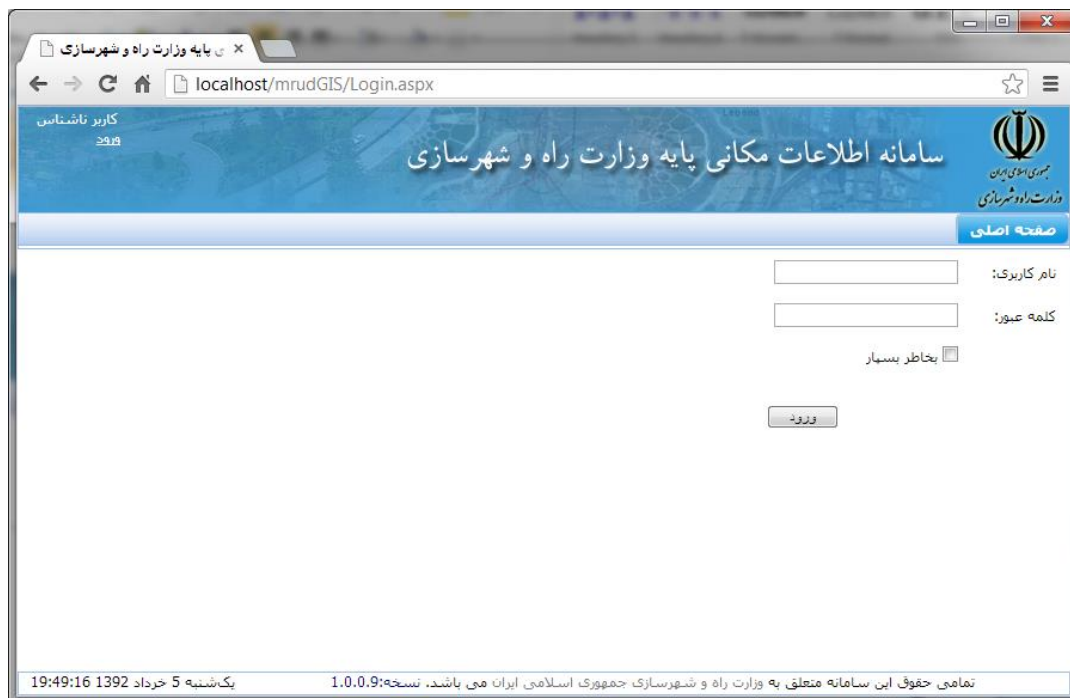 ی پایه وزارت راه و شهرسازی
localhost/mrudGIS/Login.aspx
کاربر ناشناس
ورود
سامانه اطلاعات مکانی پایه وزارت راه و شهرسازی
جمهوری اسلامی ایران
وزارت راه و شهرسازی
صفحه اصلی
نام کاربری:
کلمه عبور:
بخاطر بسپار
ورود
تمامی حقوق این سامانه متعلق به وزارت راه و شهرسازی جمهوری اسلامی ایران می باشد. نسخه:1.0.0.9
یکشنبه 5 خرداد 1392 19:49:16